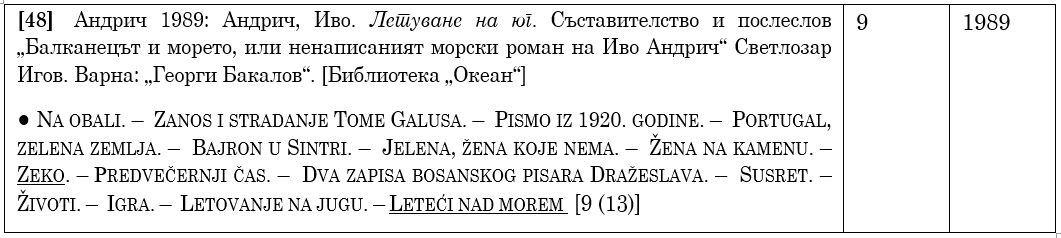 [48] Андрич 1989: Андрич, Иво. Летуване на юг. Съставителство и послеслов 9 1989
„Балканецът и морето, или ненаписаният морски роман на Иво Андрич“ Светлозар
Игов. Варна: „Георги Бакалов“. [Библиотека „Океан“]
● NA OBALI. – ZANOS I STRADANJE TOME GALUSA. – PISMO IZ 1920. GODINE. – PORTUGAL,
ZELENA ZEMLJA. – BAJRON U SINTRI. – JELENA, ŽENA KOJE NEMA. – ŽENA NA KAMENU. –
ZEKO. – PREDVEČERNJI ČAS. – DVA ZAPISA BOSANSKOG PISARA DRAŽESLAVA. – SUSRET. –
ŽIVOTI. – IGRA. – LETOVANJE NA JUGU. – LETEĆI NAD MOREM [9 (13)]